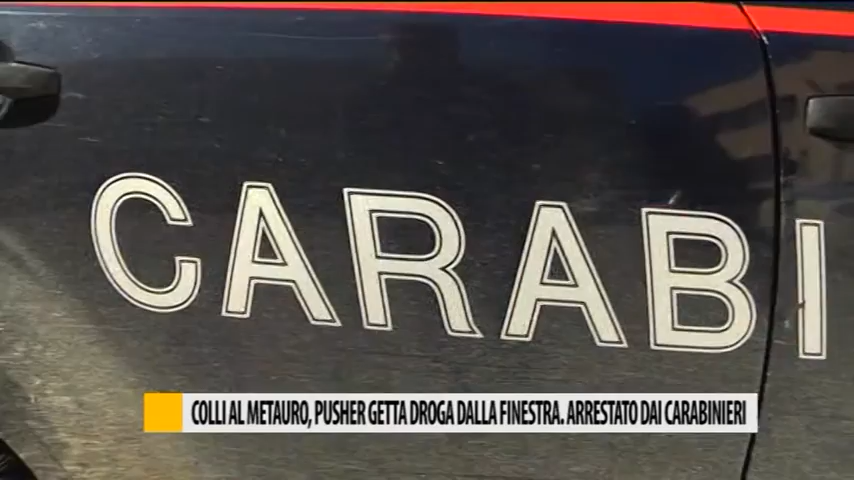 CARABI
COLLI AL METAURO, PUSHER GETTA DROGA DALLA FINESTRA. ARRESTATO DAI CARABINIERI